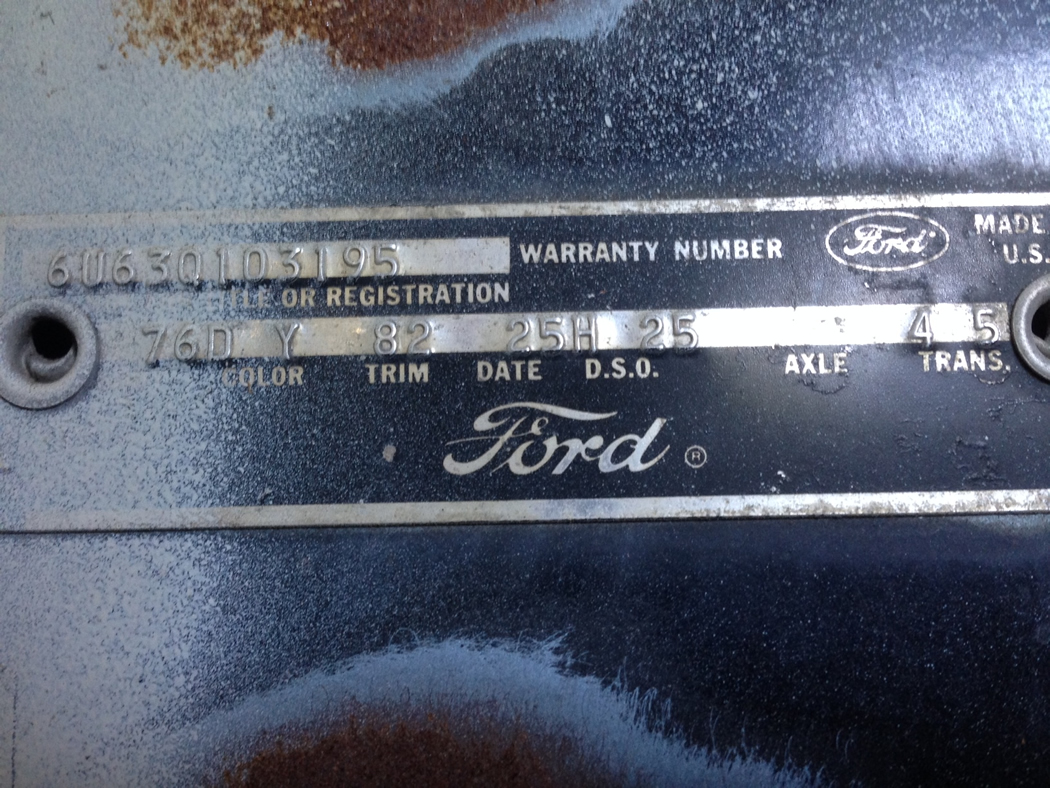 6U63Q103195 WARRANTY NUMBER Ford MADE
U.S.
TLE OR REGISTRATION
76D Y 82 25H 25 4 5
COLOR TRIM DATE D.S.O. AXLE TRANS.
Ford ®